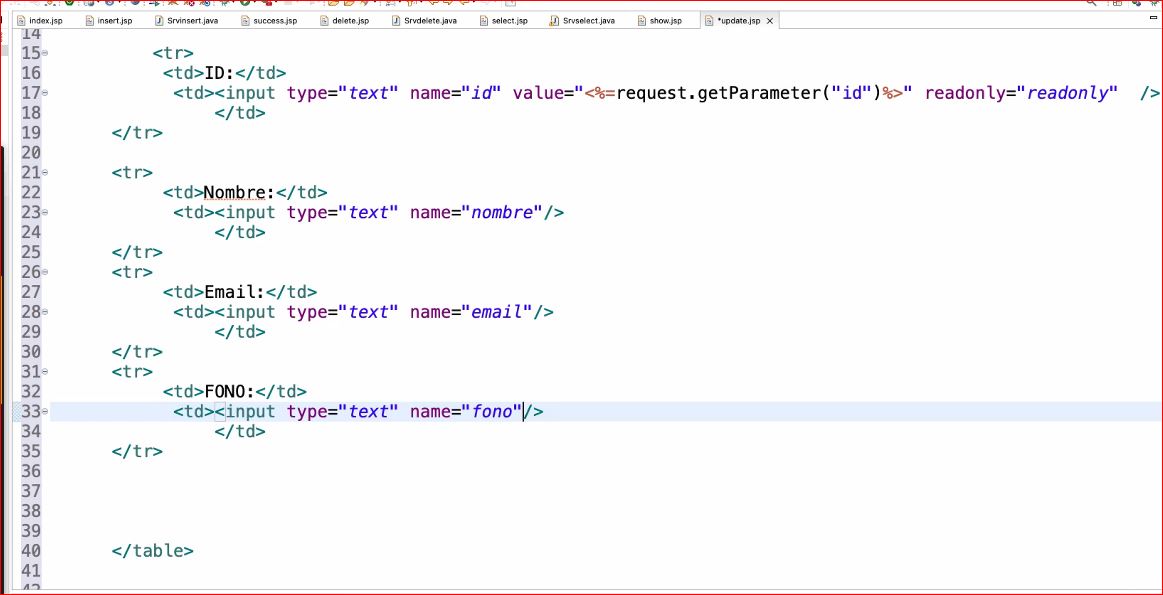 index.jsp insert.jsp Srvinsert.java success.jsp delete.jsp Srvdelete.java select.jsp Srvselect.java show.jsp *update.jsp
14
15 <tr>
16 <td>ID:</td>
17 <td><input type="text" name="id" value="<%=request.getParameter("id")%>" readonly="readonly" />
18 </td>
19 </tr>
20
21 <tr>
22 <td>Nombre:</td>
23 <td><input type="text" name="nombre"/>
24 </td>
25 </tr>
26 <tr>
27 <td>Email:</td>
28 <td><input type="text" name="email"/>
29 </td>
30 </tr>
31 <tr>
32 <td>FONO:</td>
33 <td><input type="text" name="fono"/>
34 </td>
35 </tr>
36
37
38
39
40 </table>
41